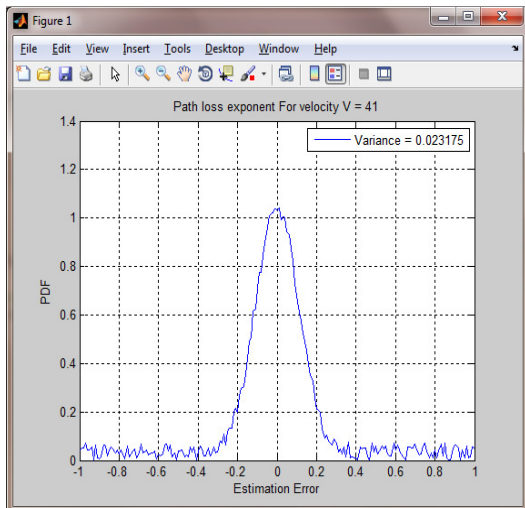 Figure 1
File Edit View Insert Tools Desktop Window Help
Path loss exponent For velocity V = 41
Variance = 0.023175
1.4
1.2
1
0.8
0.6
0.4
0.2
0
PDF
-1 -0.8 -0.6 -0.4 -0.2 0 0.2 0.4 0.6 0.8 1
Estimation Error